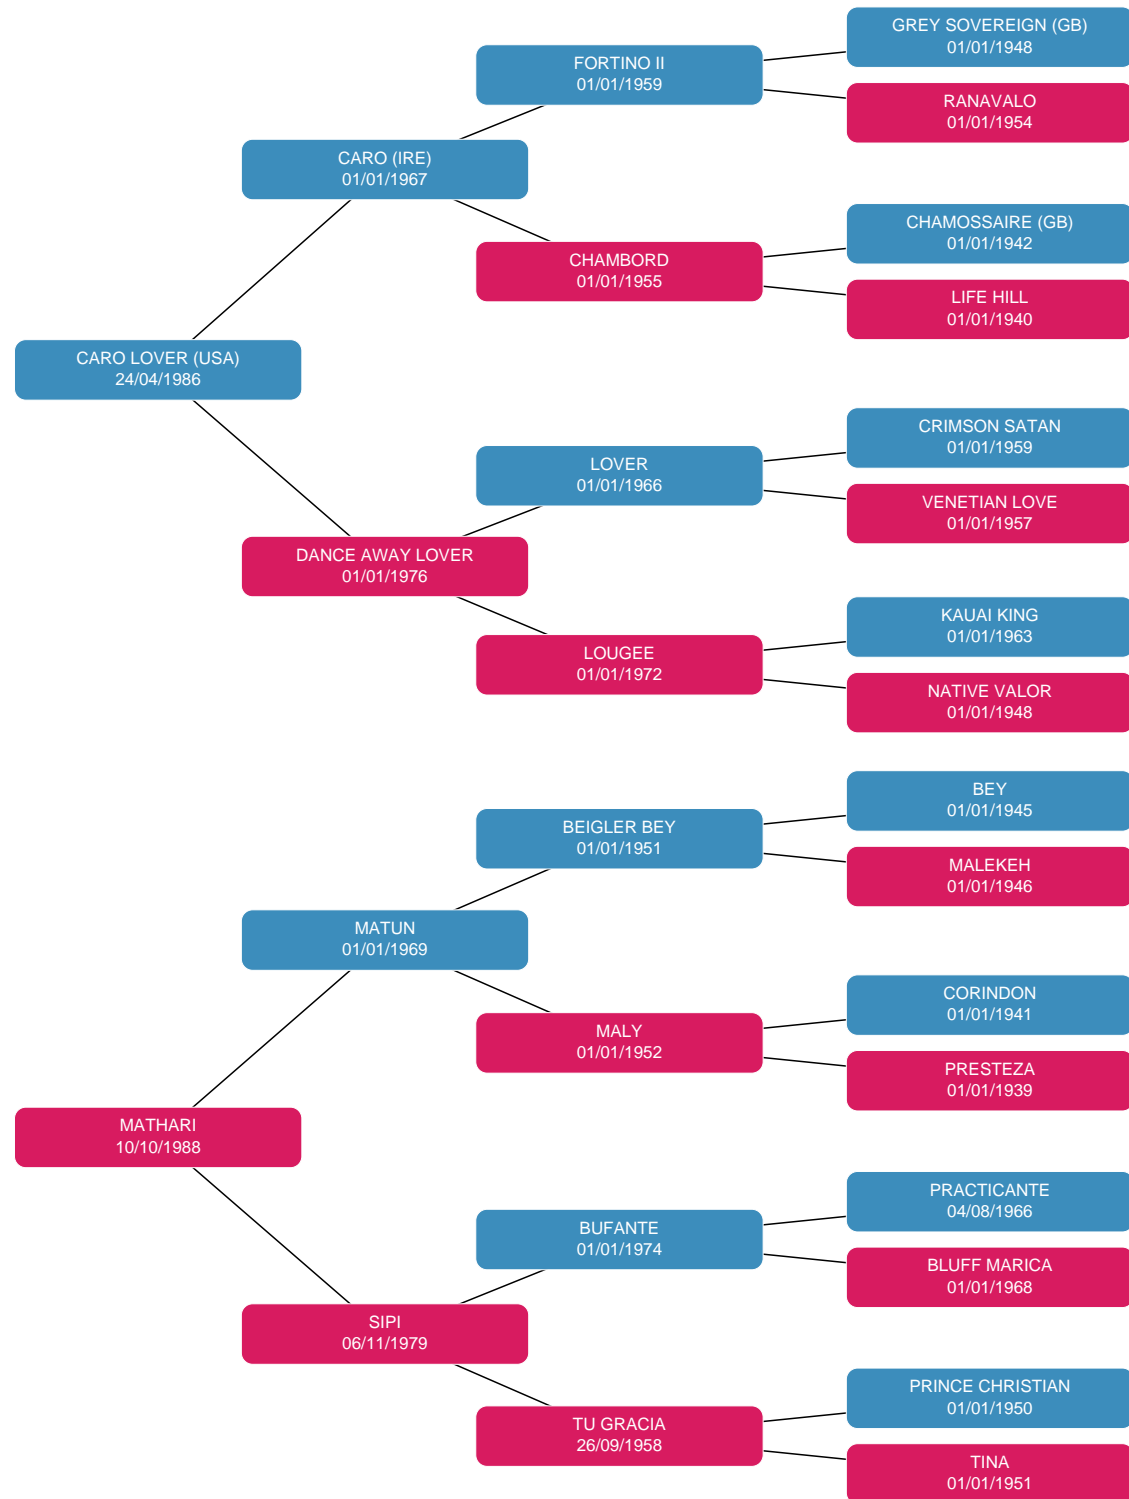 GREY SOVEREIGN (GB)
01/01/1948
FORTINO II
01/01/1959
RANAVALO
01/01/1954
CARO (IRE)
01/01/1967
CHAMOSSAIRE (GB)
01/01/1942
CHAMBORD
01/01/1955
LIFE HILL
01/01/1940
CARO LOVER (USA)
24/04/1986
CRIMSON SATAN
01/01/1959
LOVER
01/01/1966
VENETIAN LOVE
01/01/1957
DANCE AWAY LOVER
01/01/1976
KAUAI KING
01/01/1963
LOUGEE
01/01/1972
NATIVE VALOR
01/01/1948
BEY
01/01/1945
BEIGLER BEY
01/01/1951
MALEKEH
01/01/1946
MATUN
01/01/1969
CORINDON
01/01/1941
MALY
01/01/1952
PRESTEZA
01/01/1939
MATHARI
10/10/1988
PRACTICANTE
04/08/1966
BUFANTE
01/01/1974
BLUFF MARICA
01/01/1968
SIPI
06/11/1979
PRINCE CHRISTIAN
01/01/1950
TU GRACIA
26/09/1958
TINA
01/01/1951